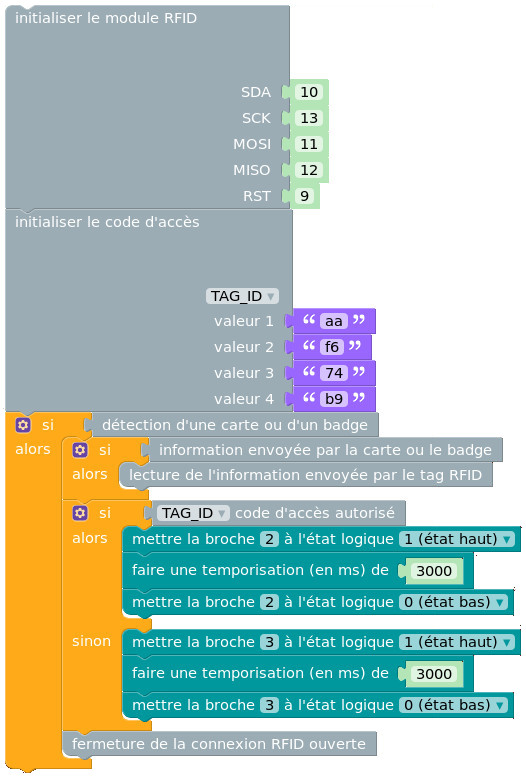 initialiser le module RFID
SDA 10
SCK 13
MOSI 11
MISO 12
RST 9
initialiser le code d'accès
TAG_ID ▾
valeur 1 “ aa ”
valeur 2 “ f6 ”
valeur 3 “ 74 ”
valeur 4 “ b9 ”
si détection d'une carte ou d'un badge
alors si information envoyée par la carte ou le badge
alors lecture de l'information envoyée par le tag RFID
si TAG_ID ▾ code d'accès autorisé
alors mettre la broche 2 à l'état logique 1 (état haut) ▾
faire une temporisation (en ms) de 3000
mettre la broche 2 à l'état logique 0 (état bas) ▾
sinon mettre la broche 3 à l'état logique 1 (état haut) ▾
faire une temporisation (en ms) de 3000
mettre la broche 3 à l'état logique 0 (état bas) ▾
fermeture de la connexion RFID ouverte